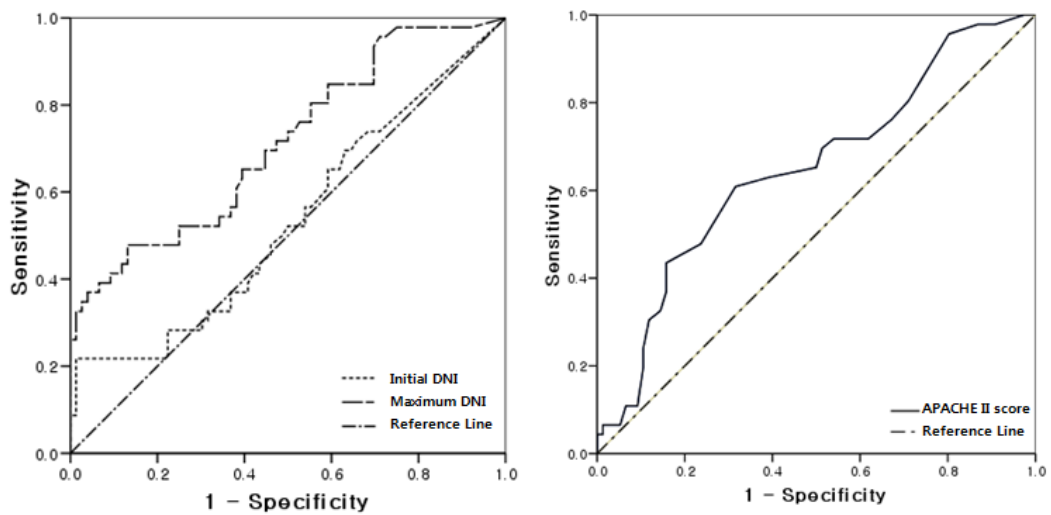 1.0
0.8
0.6
0.4
0.2
0.0
Sensitivity
0.0 0.2 0.4 0.6 0.8 1.0
1 - Specificity
Initial DNI
Maximum DNI
Reference Line
1.0
0.8
0.6
0.4
0.2
0.0
Sensitivity
0.0 0.2 0.4 0.6 0.8 1.0
1 - Specificity
APACHE II score
Reference Line